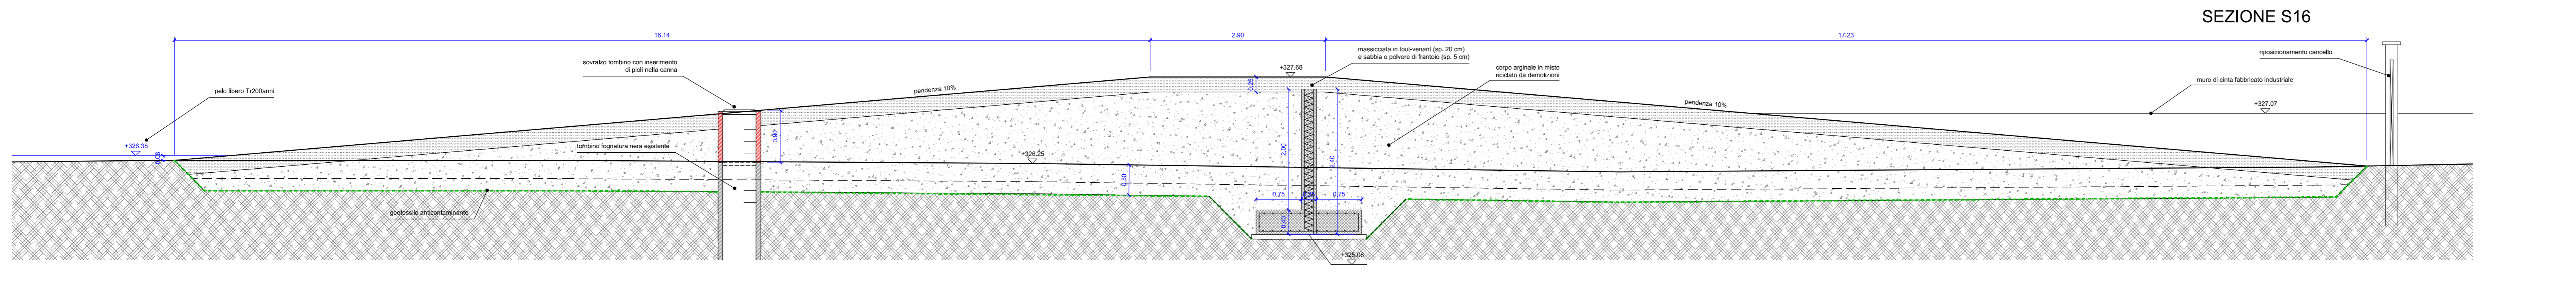 SEZIONE S16
16.14
2.90
17.23
sovralzo tombino con inserimento
di pioli nella canna
massicciata in tout-venant (sp. 20 cm)
e sabbia e polvere di frantoio (sp. 5 cm)
corpo arginale in misto
riciclato da demolizioni
riposizionamento cancello
muro di cinta fabbricato industriale
+327.68
+327.07
pelo libero Tr200anni
pendenza 10%
0.25
pendenza 10%
+326.38
0.08
0.90
tombino fognatura nera esistente
+326.25
2.00
2.40
0.50
0.75
0.75
geotessile anticontaminante
0.40
+325.08